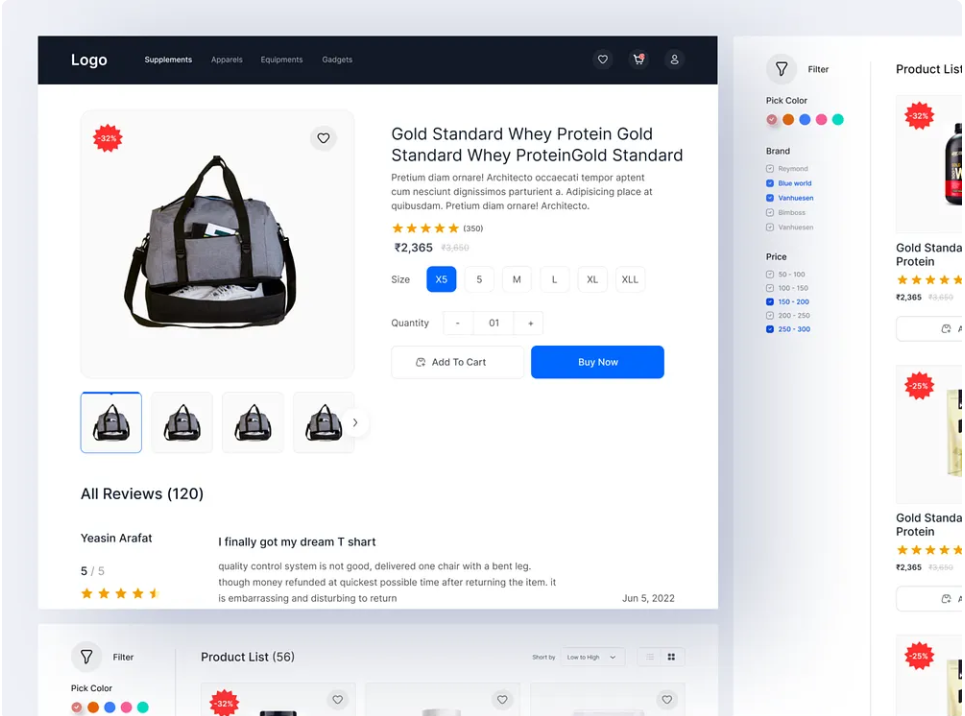 Logo
Supplements
Apparels
Equipments
Gadgets
-32%
Gold Standard Whey Protein Gold
Standard Whey ProteinGold Standard
Pretium diam ornare! Architecto occaecati tempor aptent
cum nesciunt dignissimos parturient a. Adipisicing place at
quibusdam. Pretium diam ornare! Architecto.
(350)
₹2,365 ₹3,650
Size X5 5 M L XL XLL
Quantity - 01 +
Add To Cart
Buy Now
All Reviews (120)
Yeasin Arafat
5 / 5
I finally got my dream T shart
quality control system is not good, delivered one chair with a bent leg.
though money refunded at quickest possible time after returning the item. it
is embarrassing and disturbing to return
Jun 5, 2022
Filter
Pick Color
Brand
Reymond
Blue world
Vanhuesen
Bimboss
Vanhuesen
Price
50 - 100
100 - 150
150 - 200
200 - 250
250 - 300
Product List
-32%
Gold Standa
Protein
₹2,365 ₹3,650
A
-25%
Gold Standa
Protein
₹2,365 ₹3,650
A
-25%
Filter
Pick Color
Product List (56)
Short by
Low to High
-32%